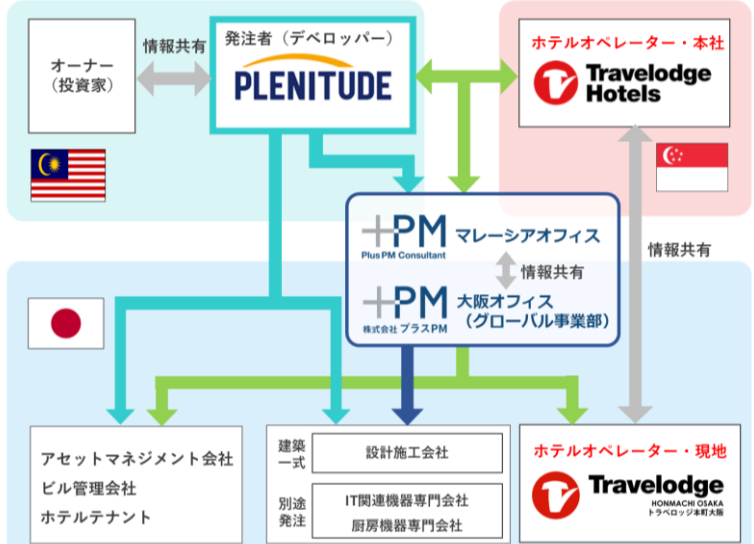 オーナー
（投資家）
情報共有
発注者（デベロッパー）
PLENITUDE
ホテルオペレーター・本社
Travelodge
Hotels
+PM
Plus PM Consultant
マレーシアオフィス
情報共有
+PM
株式会社 プラスPM
大阪オフィス
（グローバル事業部）
情報共有
アセットマネジメント会社
ビル管理会社
ホテルテナント
建築
一式
設計施工会社
別途
発注
IT関連機器専門会社
厨房機器専門会社
ホテルオペレーター・現地
Travelodge
HONMACHI OSAKA
トラベロッジ本町大阪